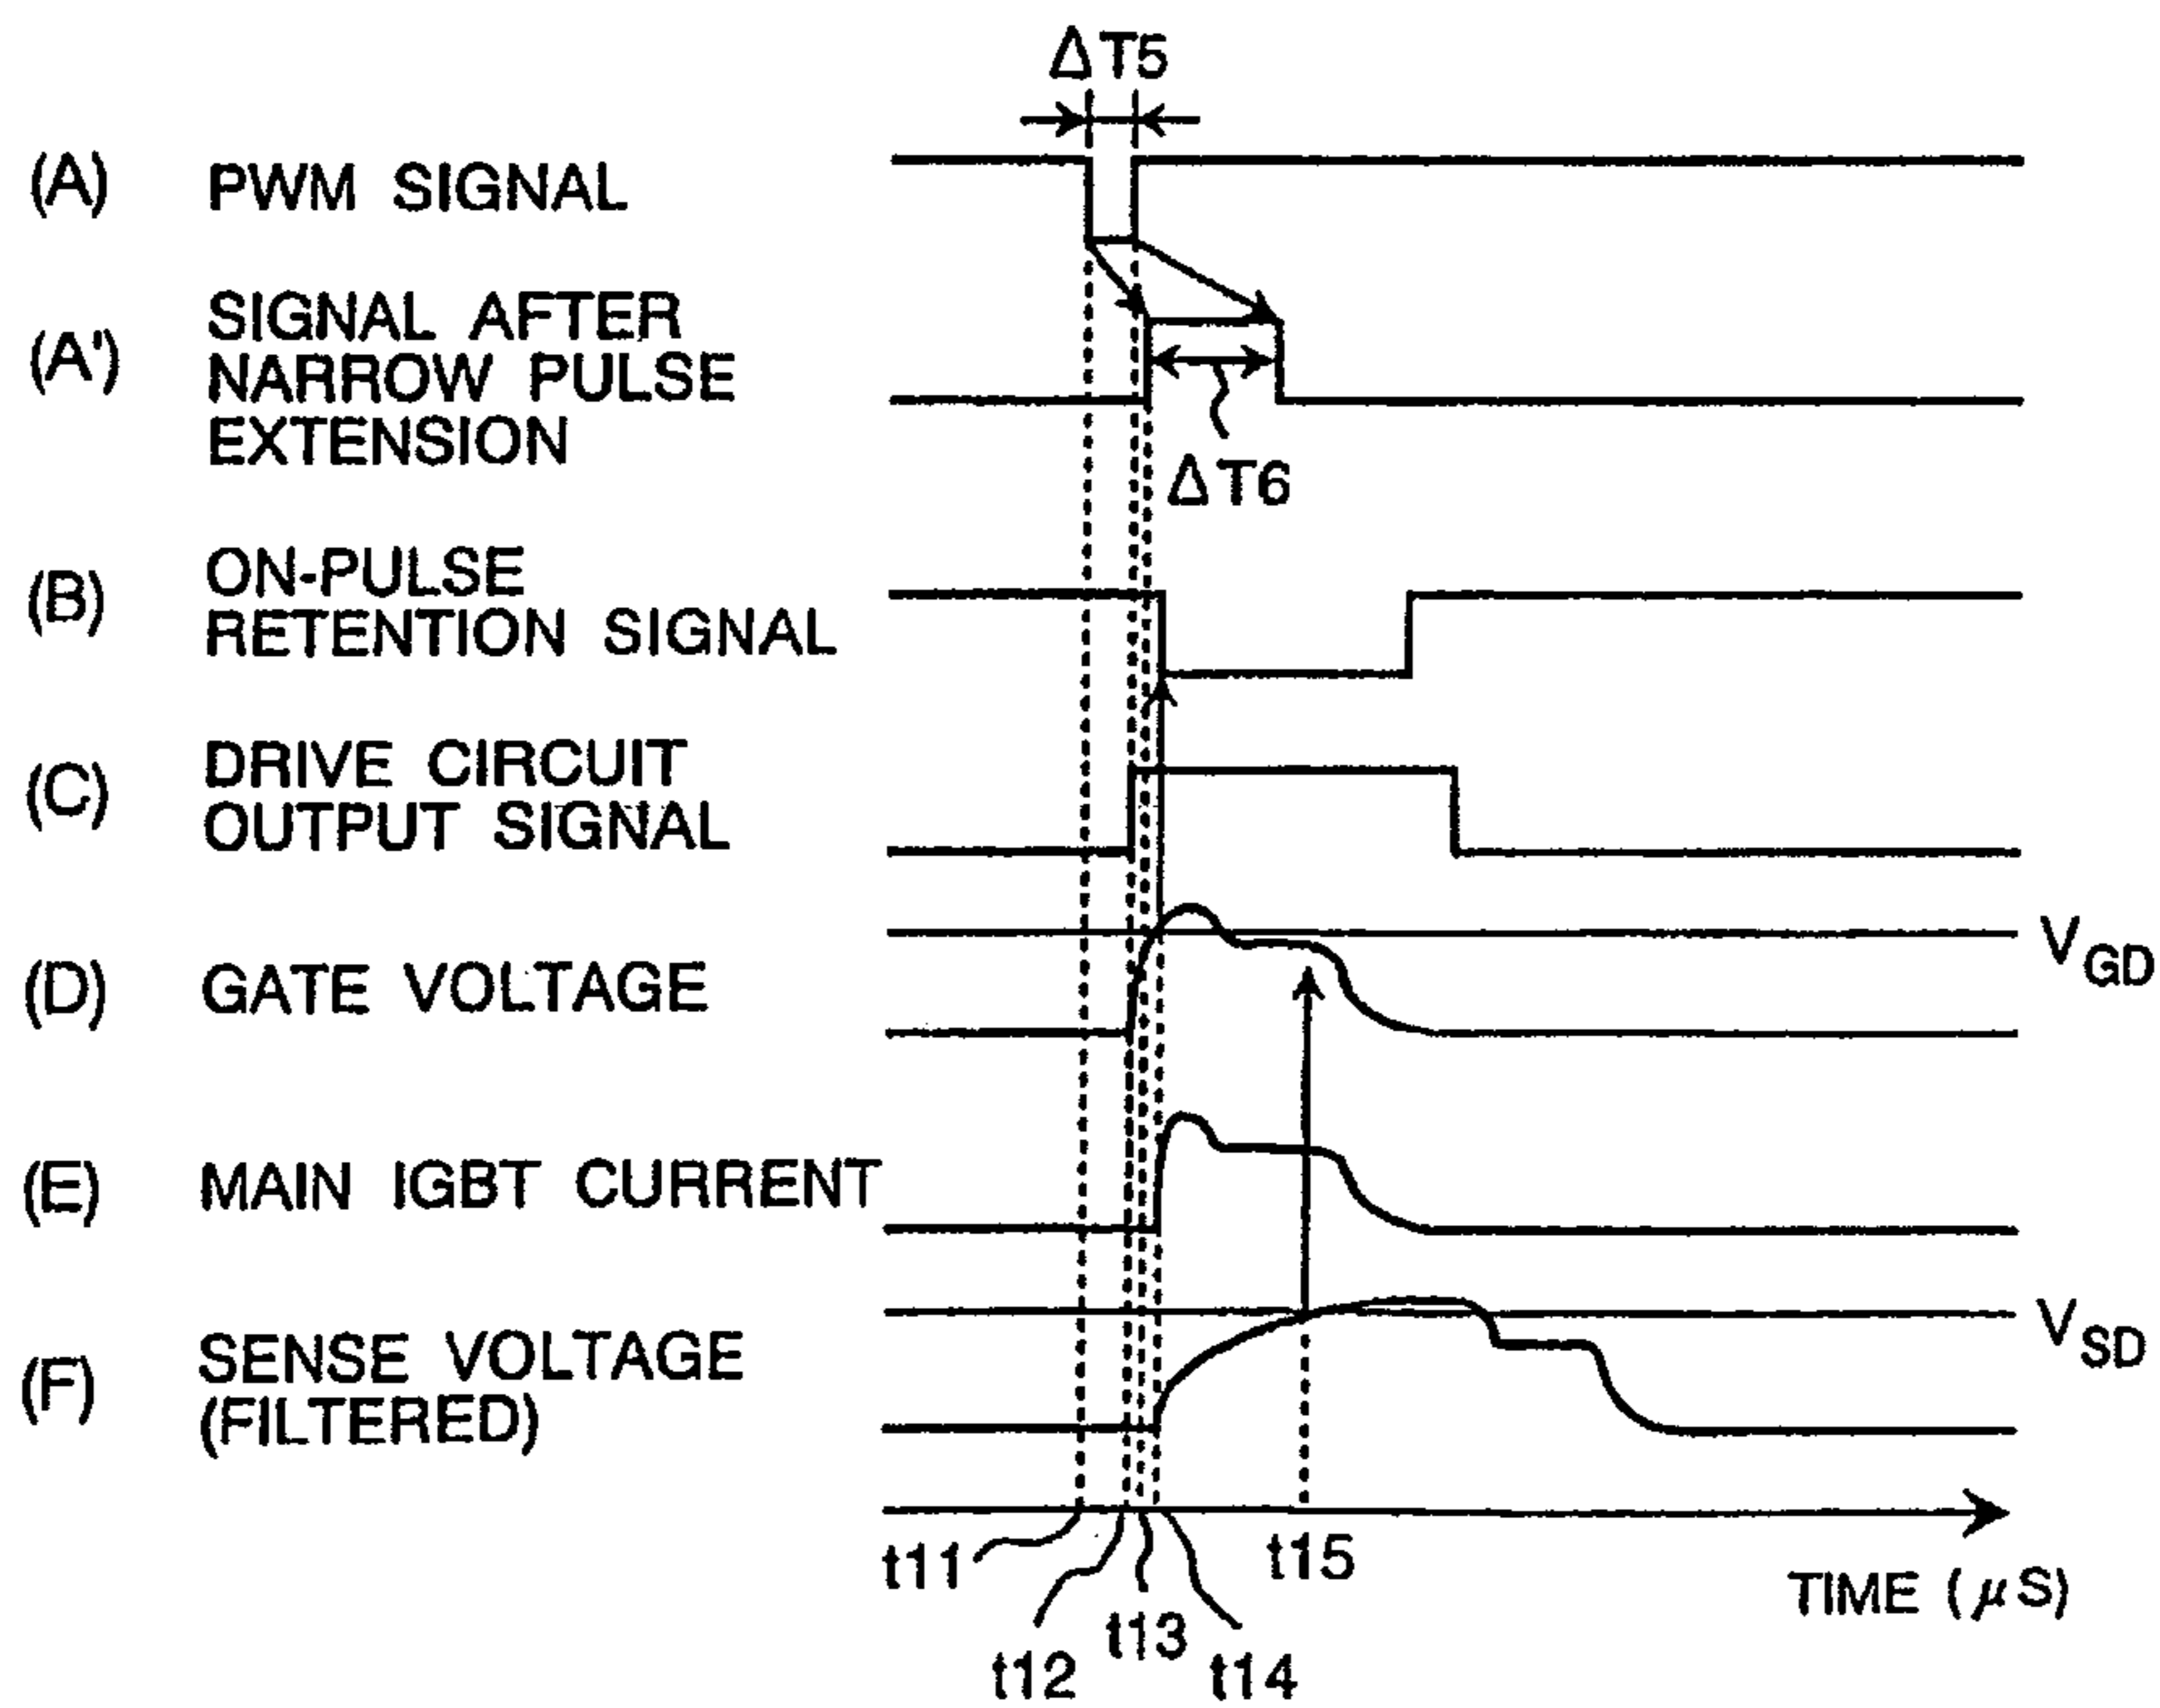 ΔT5
(A) PWM SIGNAL
(A') SIGNAL AFTER
NARROW PULSE
EXTENSION
ΔT6
(B) ON-PULSE
RETENTION SIGNAL
(C) DRIVE CIRCUIT
OUTPUT SIGNAL
VGD
(D) GATE VOLTAGE
(E) MAIN IGBT CURRENT
VSD
(F) SENSE VOLTAGE
(FILTERED)
t11
t12
t13
t14
t15
TIME (μS)